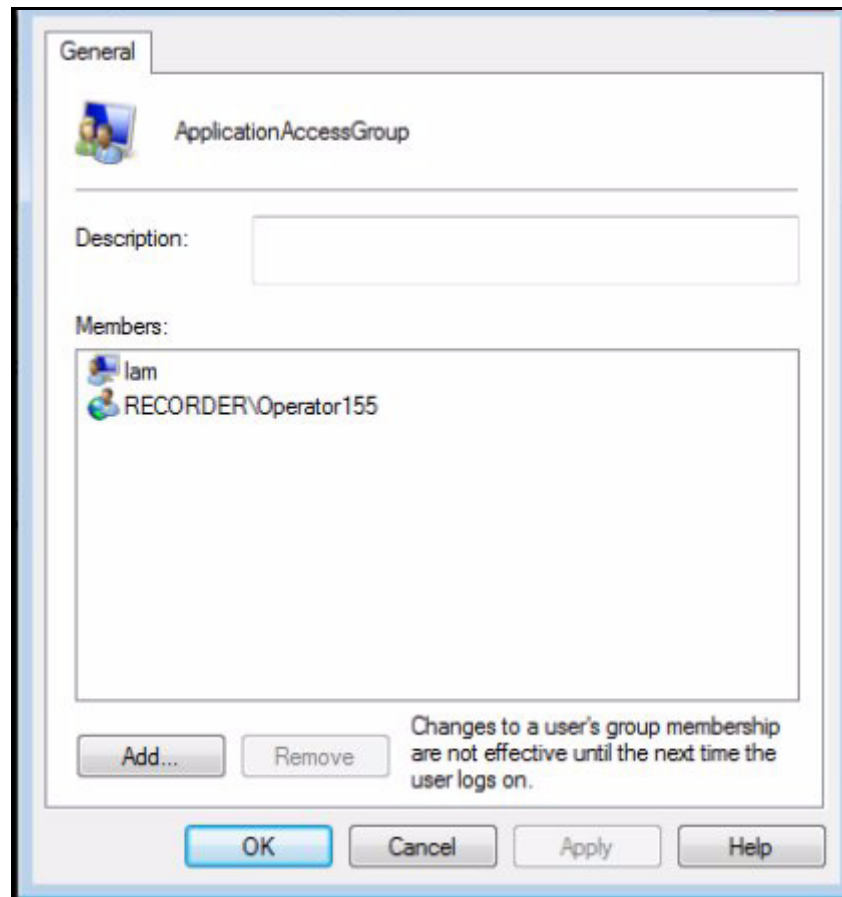 General
ApplicationAccessGroup
Description:
Members:
lam
RECORDER\Operator155
Add...
Remove
Changes to a user's group membership
are not effective until the next time the
user logs on.
OK
Cancel
Apply
Help